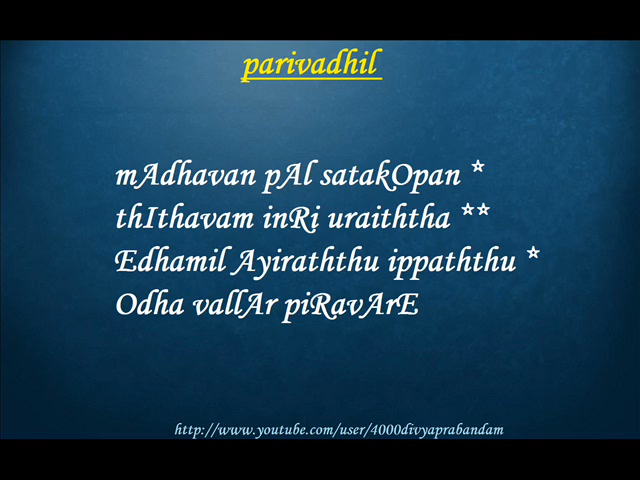 parivadhil
mAdhavan pAl satakOpan *
thIthavam inRi uraiththa **
Edhamil Ayiraththu ippaththu *
Odha vallAr piRavArE
http://www.youtube.com/user/4000divyaprabandam